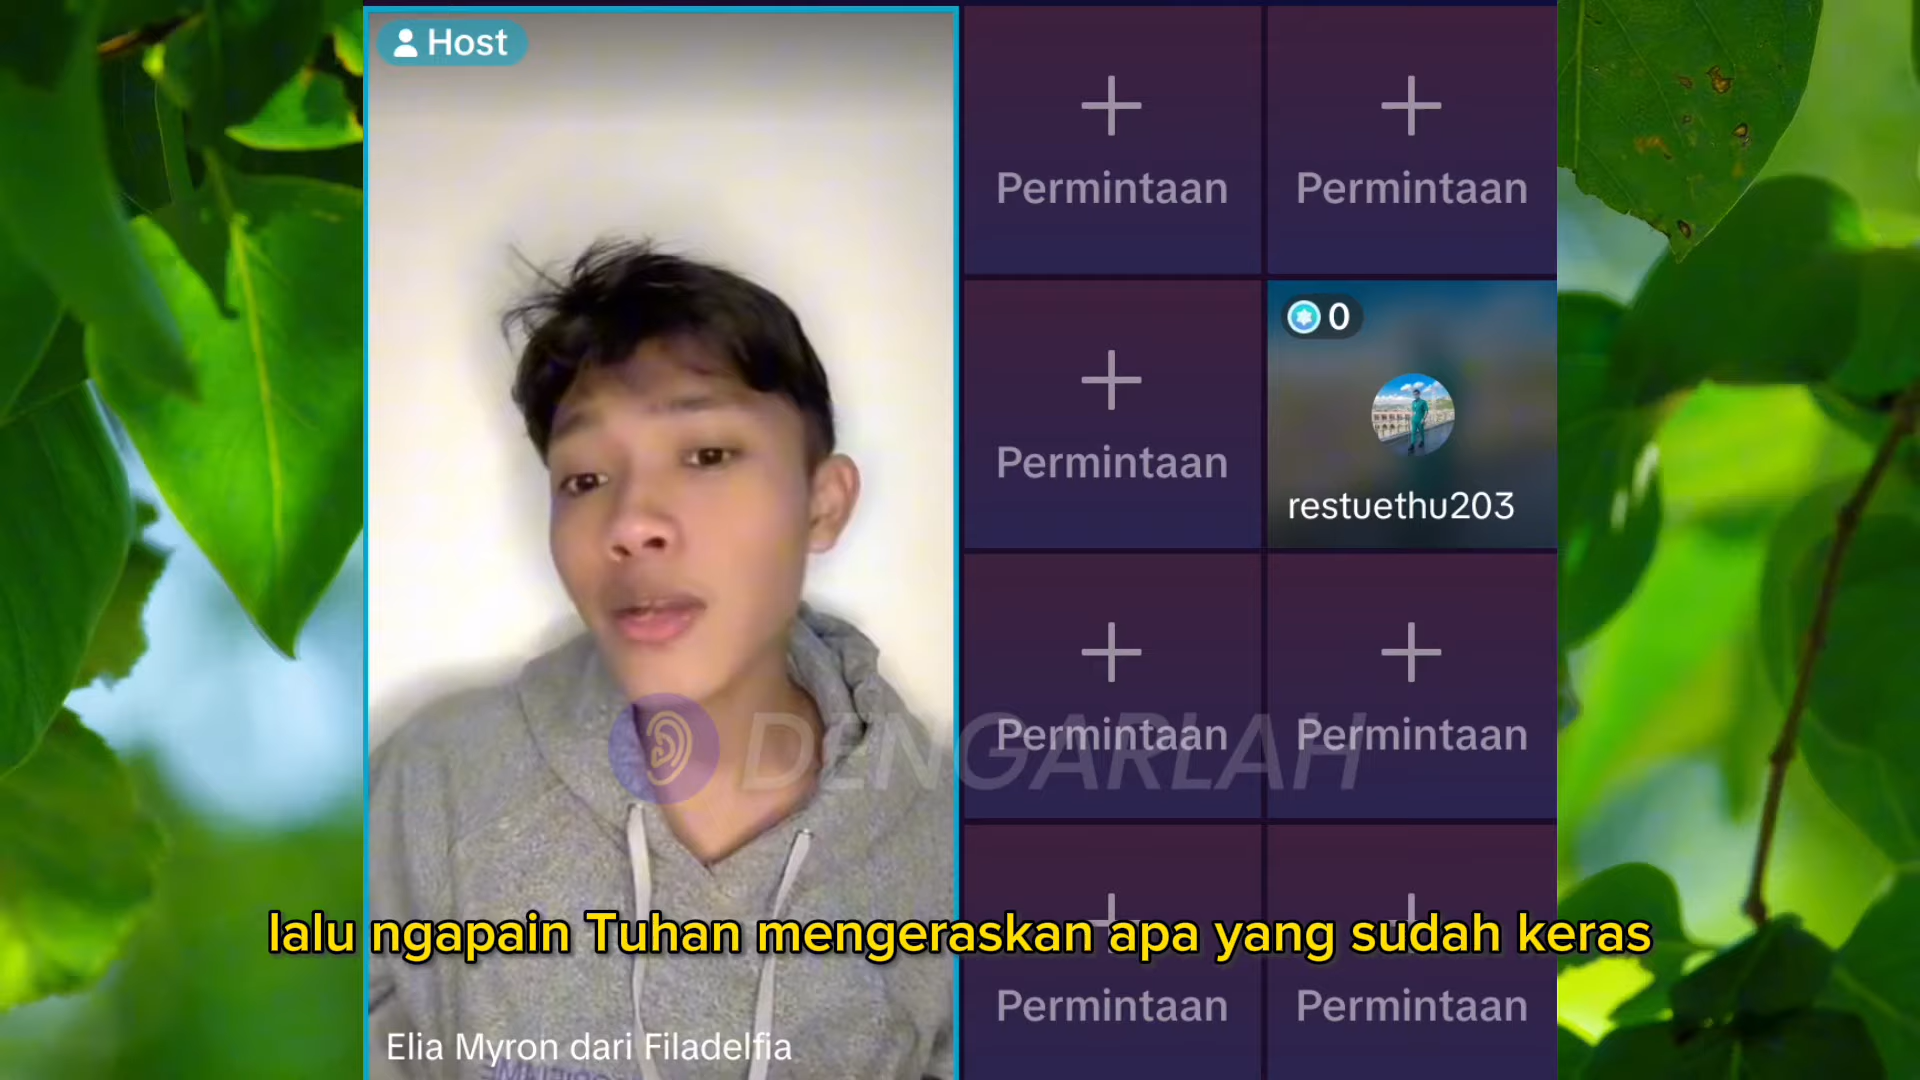 Host
Permintaan
Permintaan
Permintaan
0
restuethu203
Permintaan
Permintaan
DENGARLAH
lalu ngapain Tuhan mengeraskan apa yang sudah keras
Permintaan
Permintaan
Elia Myron dari Filadelfia